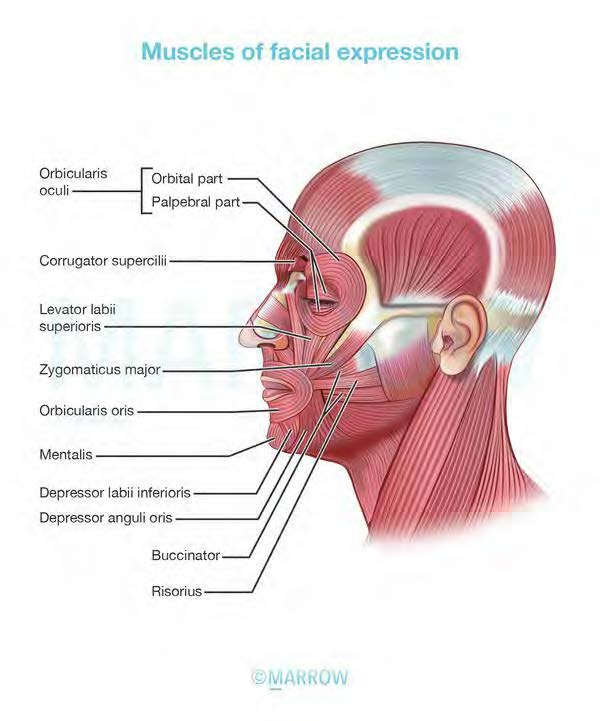 Muscles of facial expression
Orbicularis
oculi
Orbital part
Palpebral part
Corrugator supercilii
Levator labii
superioris
Zygomaticus major
Orbicularis oris
Mentalis
Depressor labii inferioris
Depressor anguli oris
Buccinator
Risorius
©MARROW